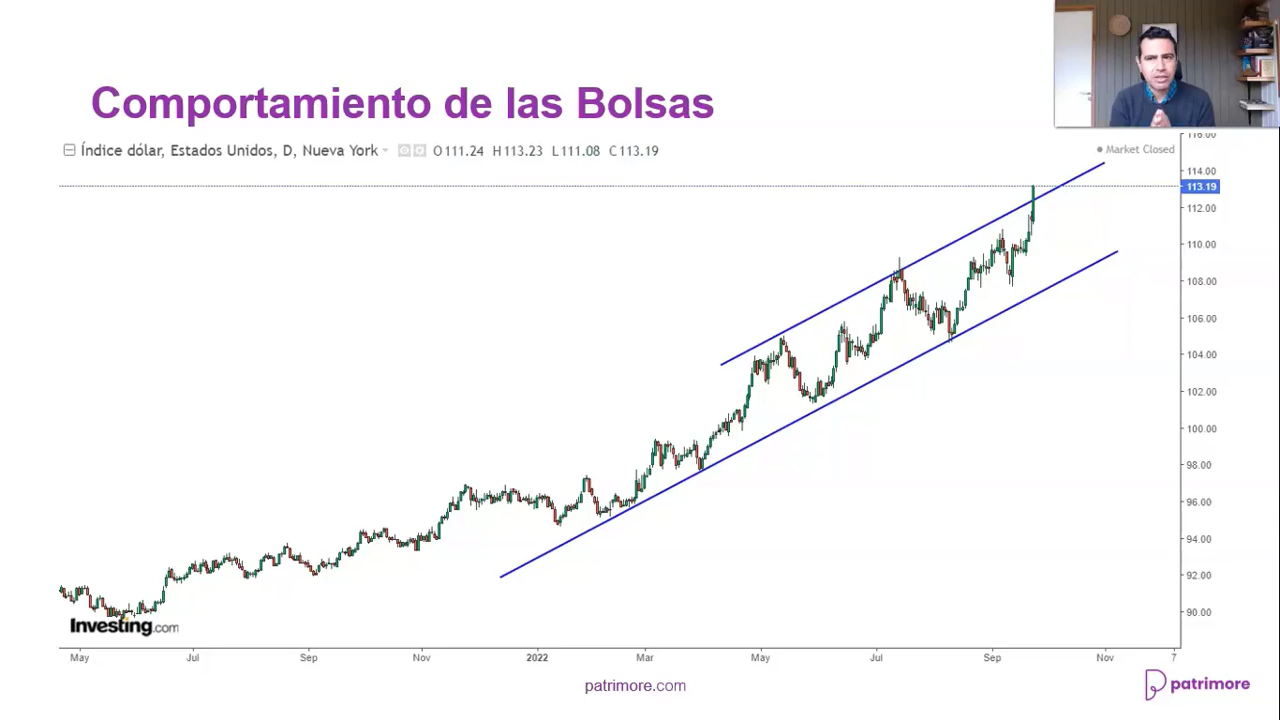 Comportamiento de las Bolsas
Índice dólar, Estados Unidos, D, Nueva York O111.24 H113.23 L111.08 C113.19
Market Closed
116.00
114.00
113.19
112.00
110.00
108.00
106.00
104.00
102.00
100.00
98.00
96.00
94.00
92.00
90.00
Investing.com
May Jul Sep Nov 2022 Mar May Jul Sep Nov 7
patrimore.com
patrimore